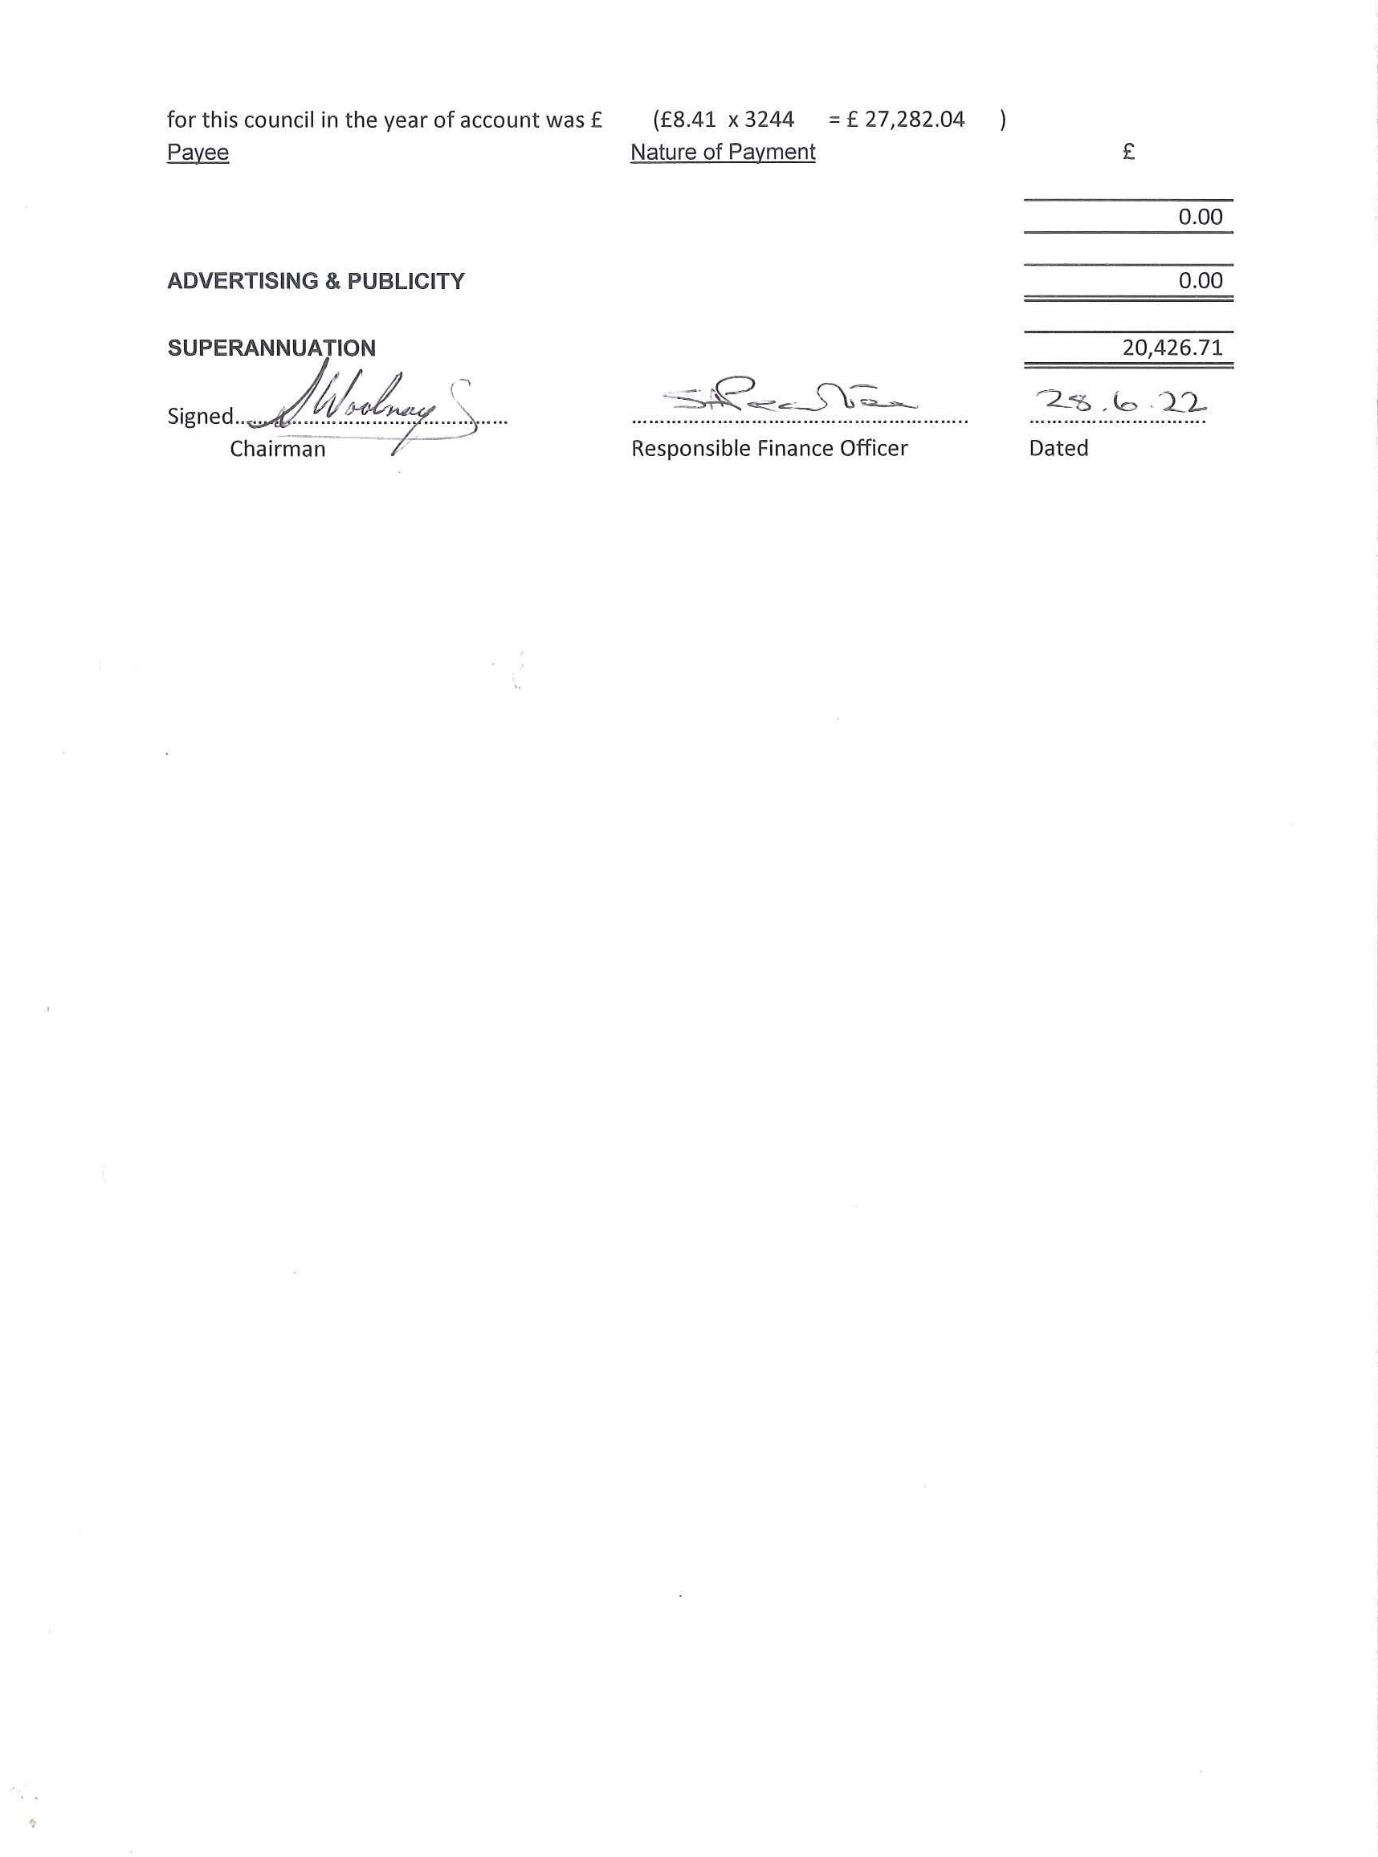 for this council in the year of account was £ (£8.41 x 3244 = £ 27,282.04 )
Payee Nature of Payment £
0.00
ADVERTISING & PUBLICITY 0.00
SUPERANNUATION 20,426.71
Signed.................................................. .................................................. 28.6.22
Chairman Responsible Finance Officer Dated